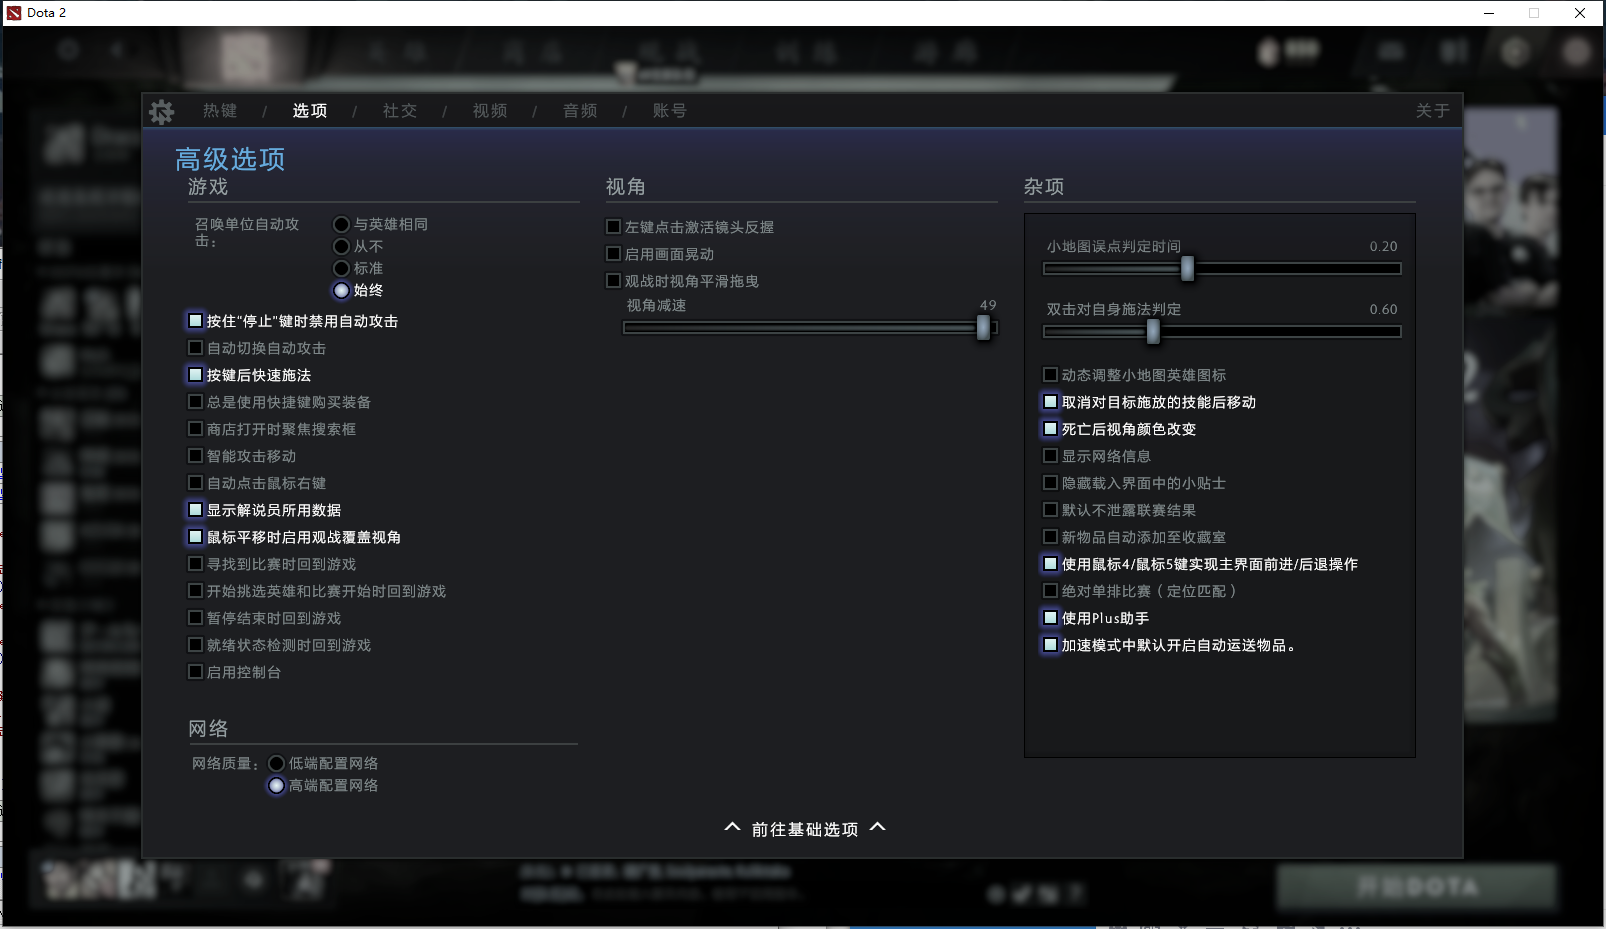 Dota 2
热键 / 选项 / 社交 / 视频 / 音频 / 账号
关于
高级选项
游戏
召唤单位自动攻
击：
与英雄相同
从不
标准
始终
按住"停止"键时禁用自动攻击
自动切换自动攻击
按键后快速施法
总是使用快捷键购买装备
商店打开时聚焦搜索框
智能攻击移动
自动点击鼠标右键
显示解说员所用数据
鼠标平移时启用观战覆盖视角
寻找到比赛时回到游戏
开始挑选英雄和比赛开始时回到游戏
暂停结束时回到游戏
就绪状态检测时回到游戏
启用控制台
网络
网络质量：
低端配置网络
高端配置网络
视角
左键点击激活镜头反握
启用画面晃动
观战时视角平滑拖曳
视角减速 49
杂项
小地图误点判定时间 0.20
双击对自身施法判定 0.60
动态调整小地图英雄图标
取消对目标施放的技能后移动
死亡后视角颜色改变
显示网络信息
隐藏载入界面中的小贴士
默认不泄露联赛结果
新物品自动添加至收藏室
使用鼠标4/鼠标5键实现主界面前进/后退操作
绝对单排比赛（定位匹配）
使用Plus助手
加速模式中默认开启自动运送物品。
前往基础选项
开始DOTA